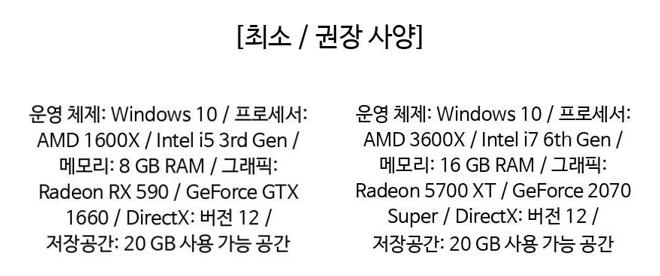 [최소 / 권장 사양]
운영 체제: Windows 10 / 프로세서:
AMD 1600X / Intel i5 3rd Gen /
메모리: 8 GB RAM / 그래픽:
Radeon RX 590 / GeForce GTX
1660 / DirectX: 버전 12 /
저장공간: 20 GB 사용 가능 공간
운영 체제: Windows 10 / 프로세서:
AMD 3600X / Intel i7 6th Gen /
메모리: 16 GB RAM / 그래픽:
Radeon 5700 XT / GeForce 2070
Super / DirectX: 버전 12 /
저장공간: 20 GB 사용 가능 공간